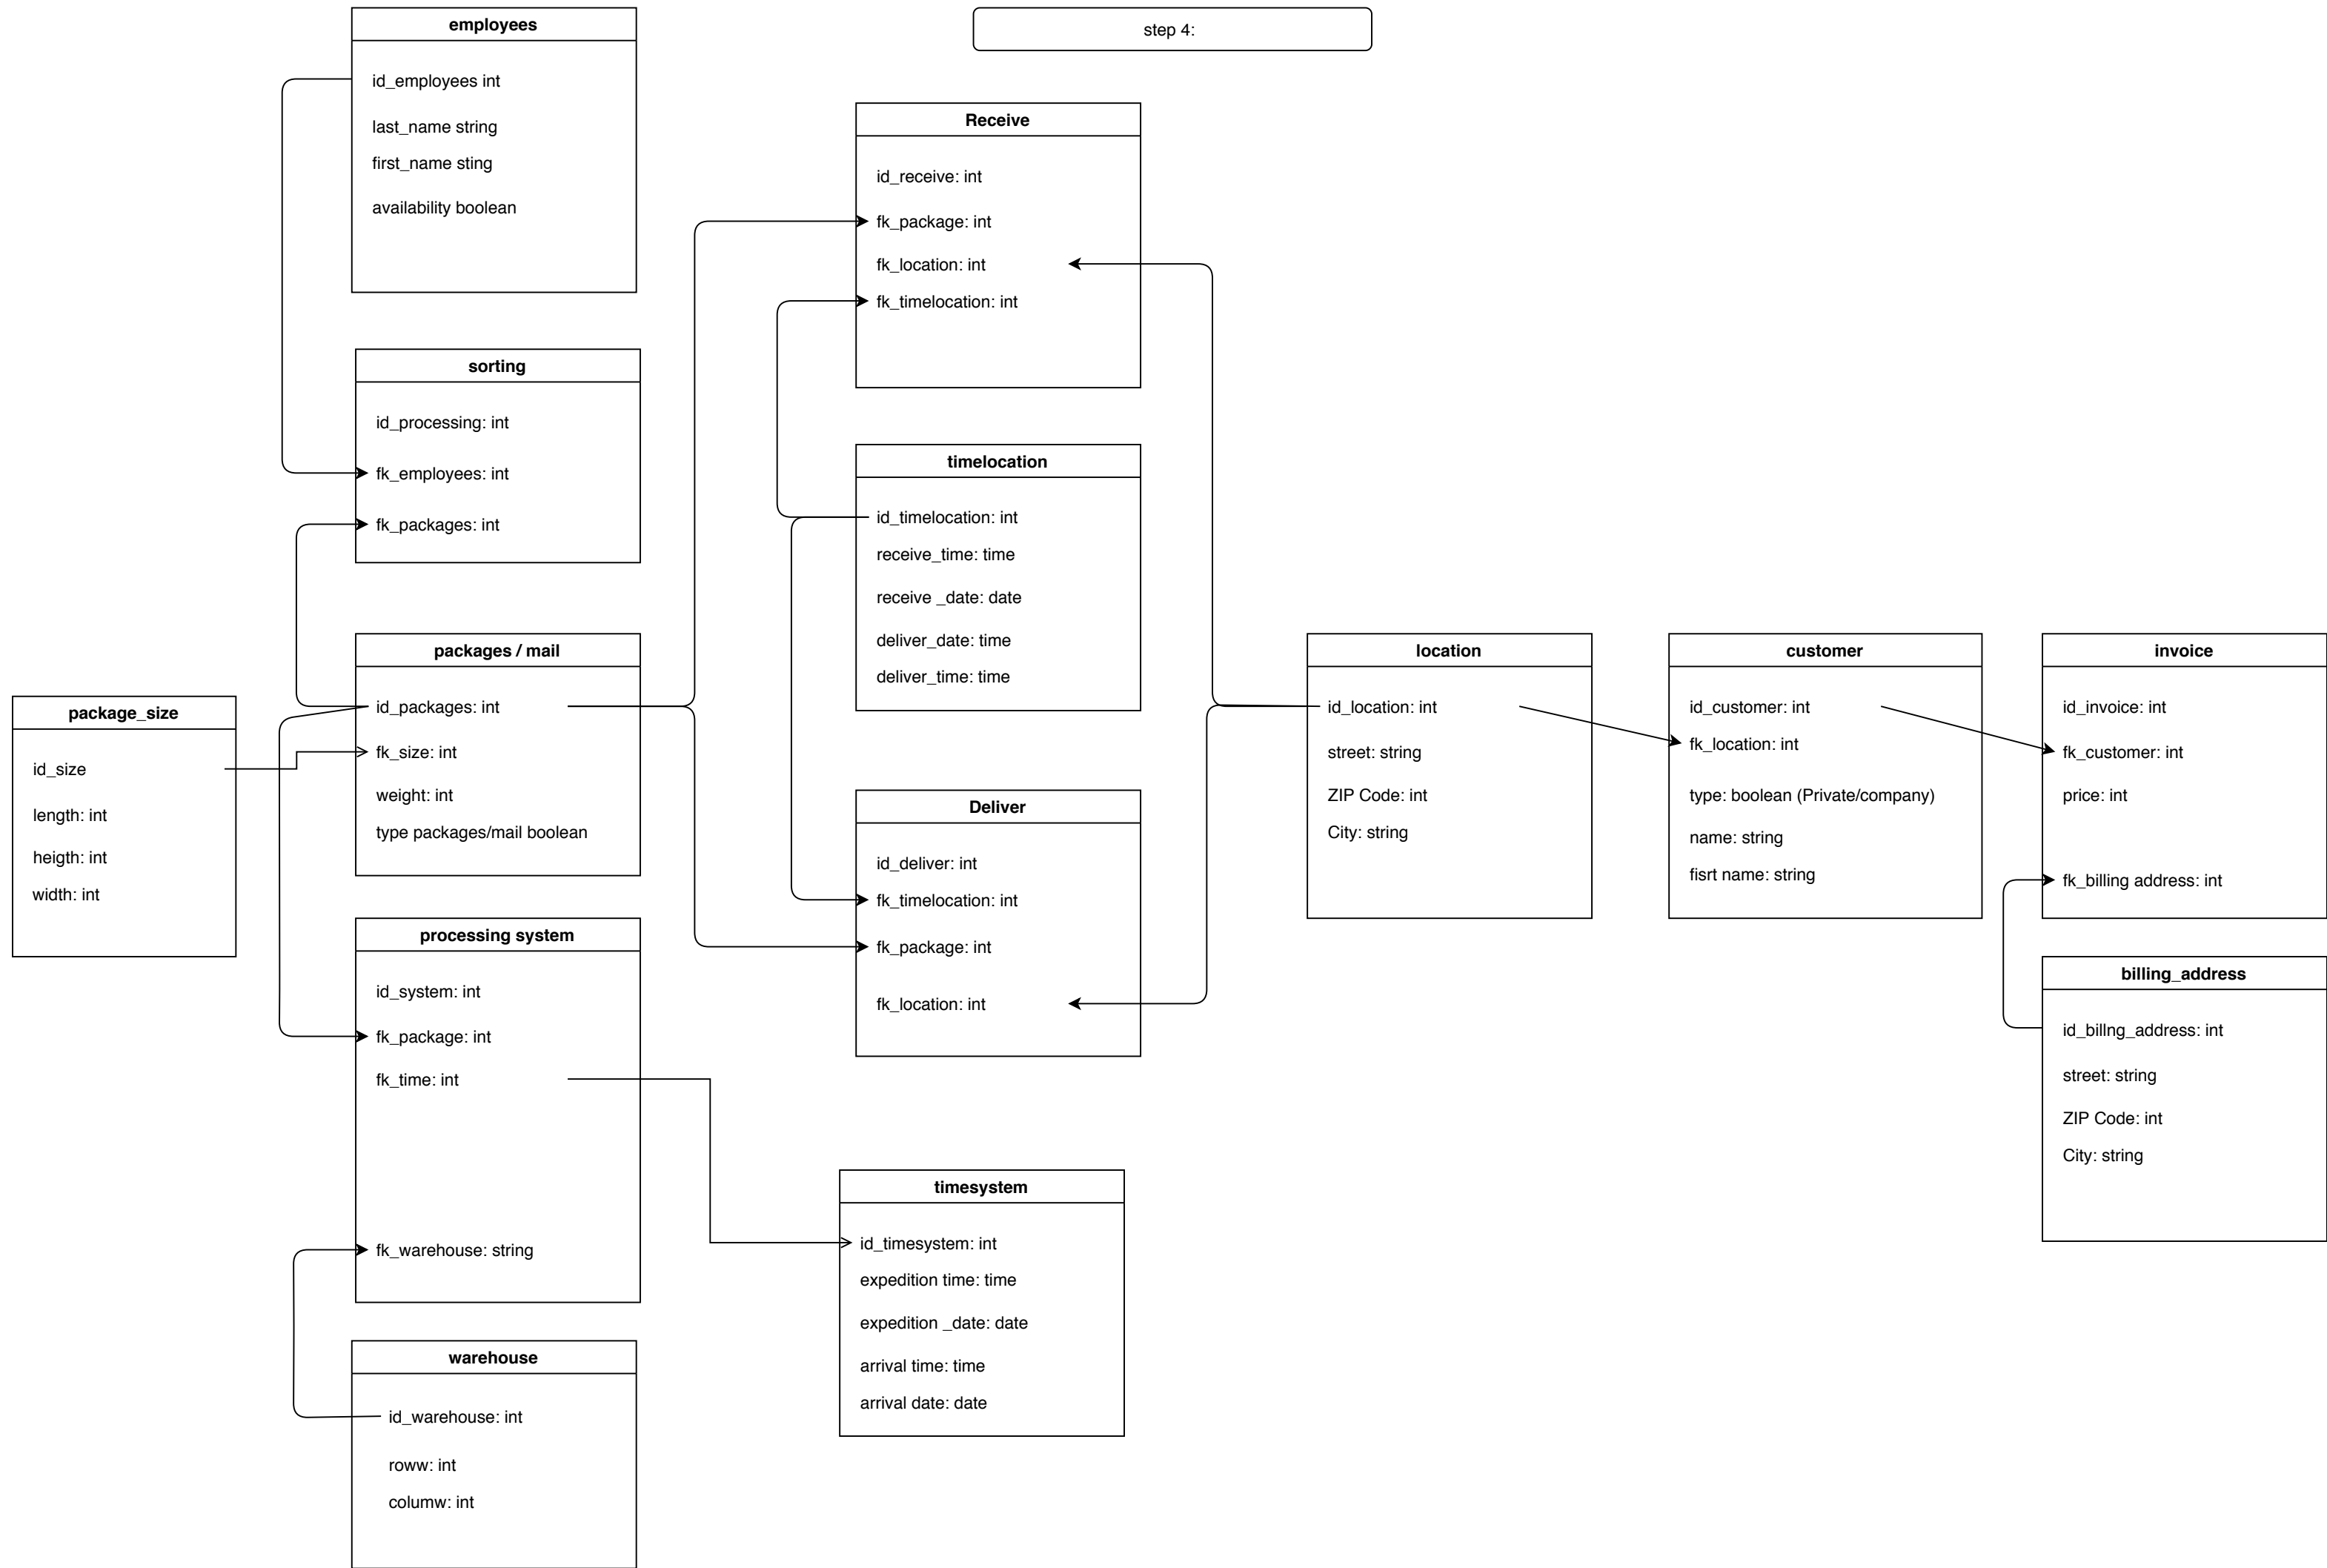 employees
id_employees int
last_name string
first_name sting
availability boolean
step 4:
sorting
id_processing: int
fk_employees: int
fk_packages: int
packages / mail
id_packages: int
fk_size: int
weight: int
type packages/mail boolean
package_size
id_size
length: int
heigth: int
width: int
processing system
id_system: int
fk_package: int
fk_time: int
fk_warehouse: string
warehouse
id_warehouse: int
roww: int
columw: int
Receive
id_receive: int
fk_package: int
fk_location: int
fk_timelocation: int
timelocation
id_timelocation: int
receive_time: time
receive _date: date
deliver_date: time
deliver_time: time
Deliver
id_deliver: int
fk_timelocation: int
fk_package: int
fk_location: int
timesystem
id_timesystem: int
expedition time: time
expedition _date: date
arrival time: time
arrival date: date
location
id_location: int
street: string
ZIP Code: int
City: string
customer
id_customer: int
fk_location: int
type: boolean (Private/company)
name: string
fisrt name: string
invoice
id_invoice: int
fk_customer: int
price: int
fk_billing address: int
billing_address
id_billng_address: int
street: string
ZIP Code: int
City: string